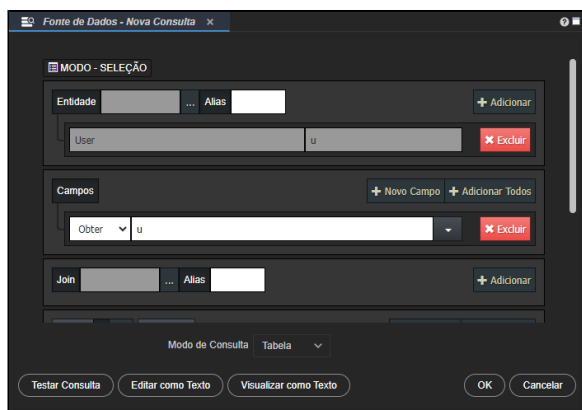 Fonte de Dados - Nova Consulta ×
MODO - SELEÇÃO
Entidade ... Alias + Adicionar
User u × Excluir
Campos + Novo Campo + Adicionar Todos
Obter u × Excluir
Join ... Alias + Adicionar
Modo de Consulta Tabela
Testar Consulta Editar como Texto Visualizar como Texto OK Cancelar